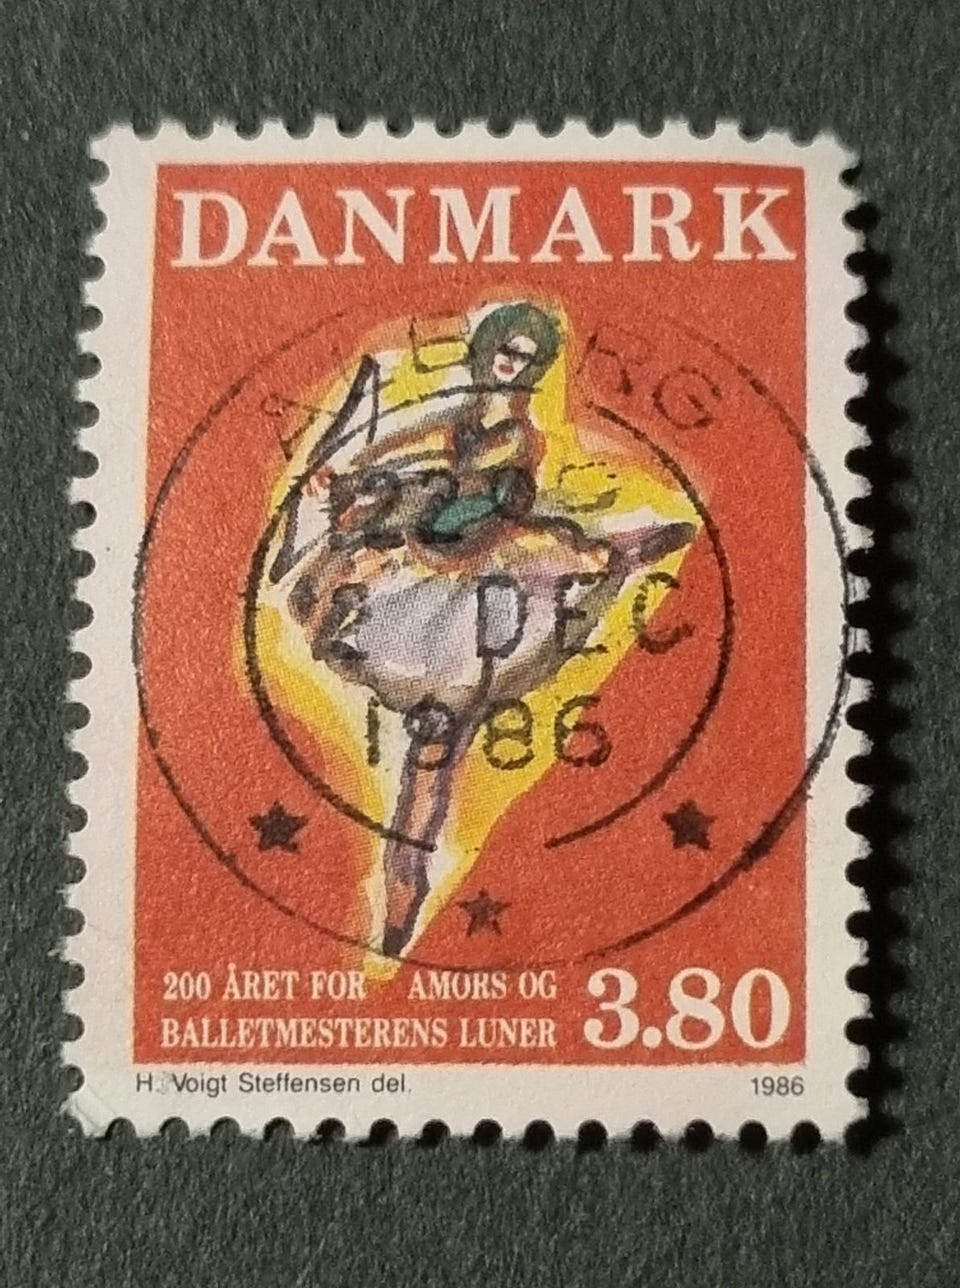 DANMARK
2 DEC
1986
200 ÅRET FOR AMORS OG
BALLETMESTERENS LUNER
3.80
H. Voigt Steffensen del.
1986